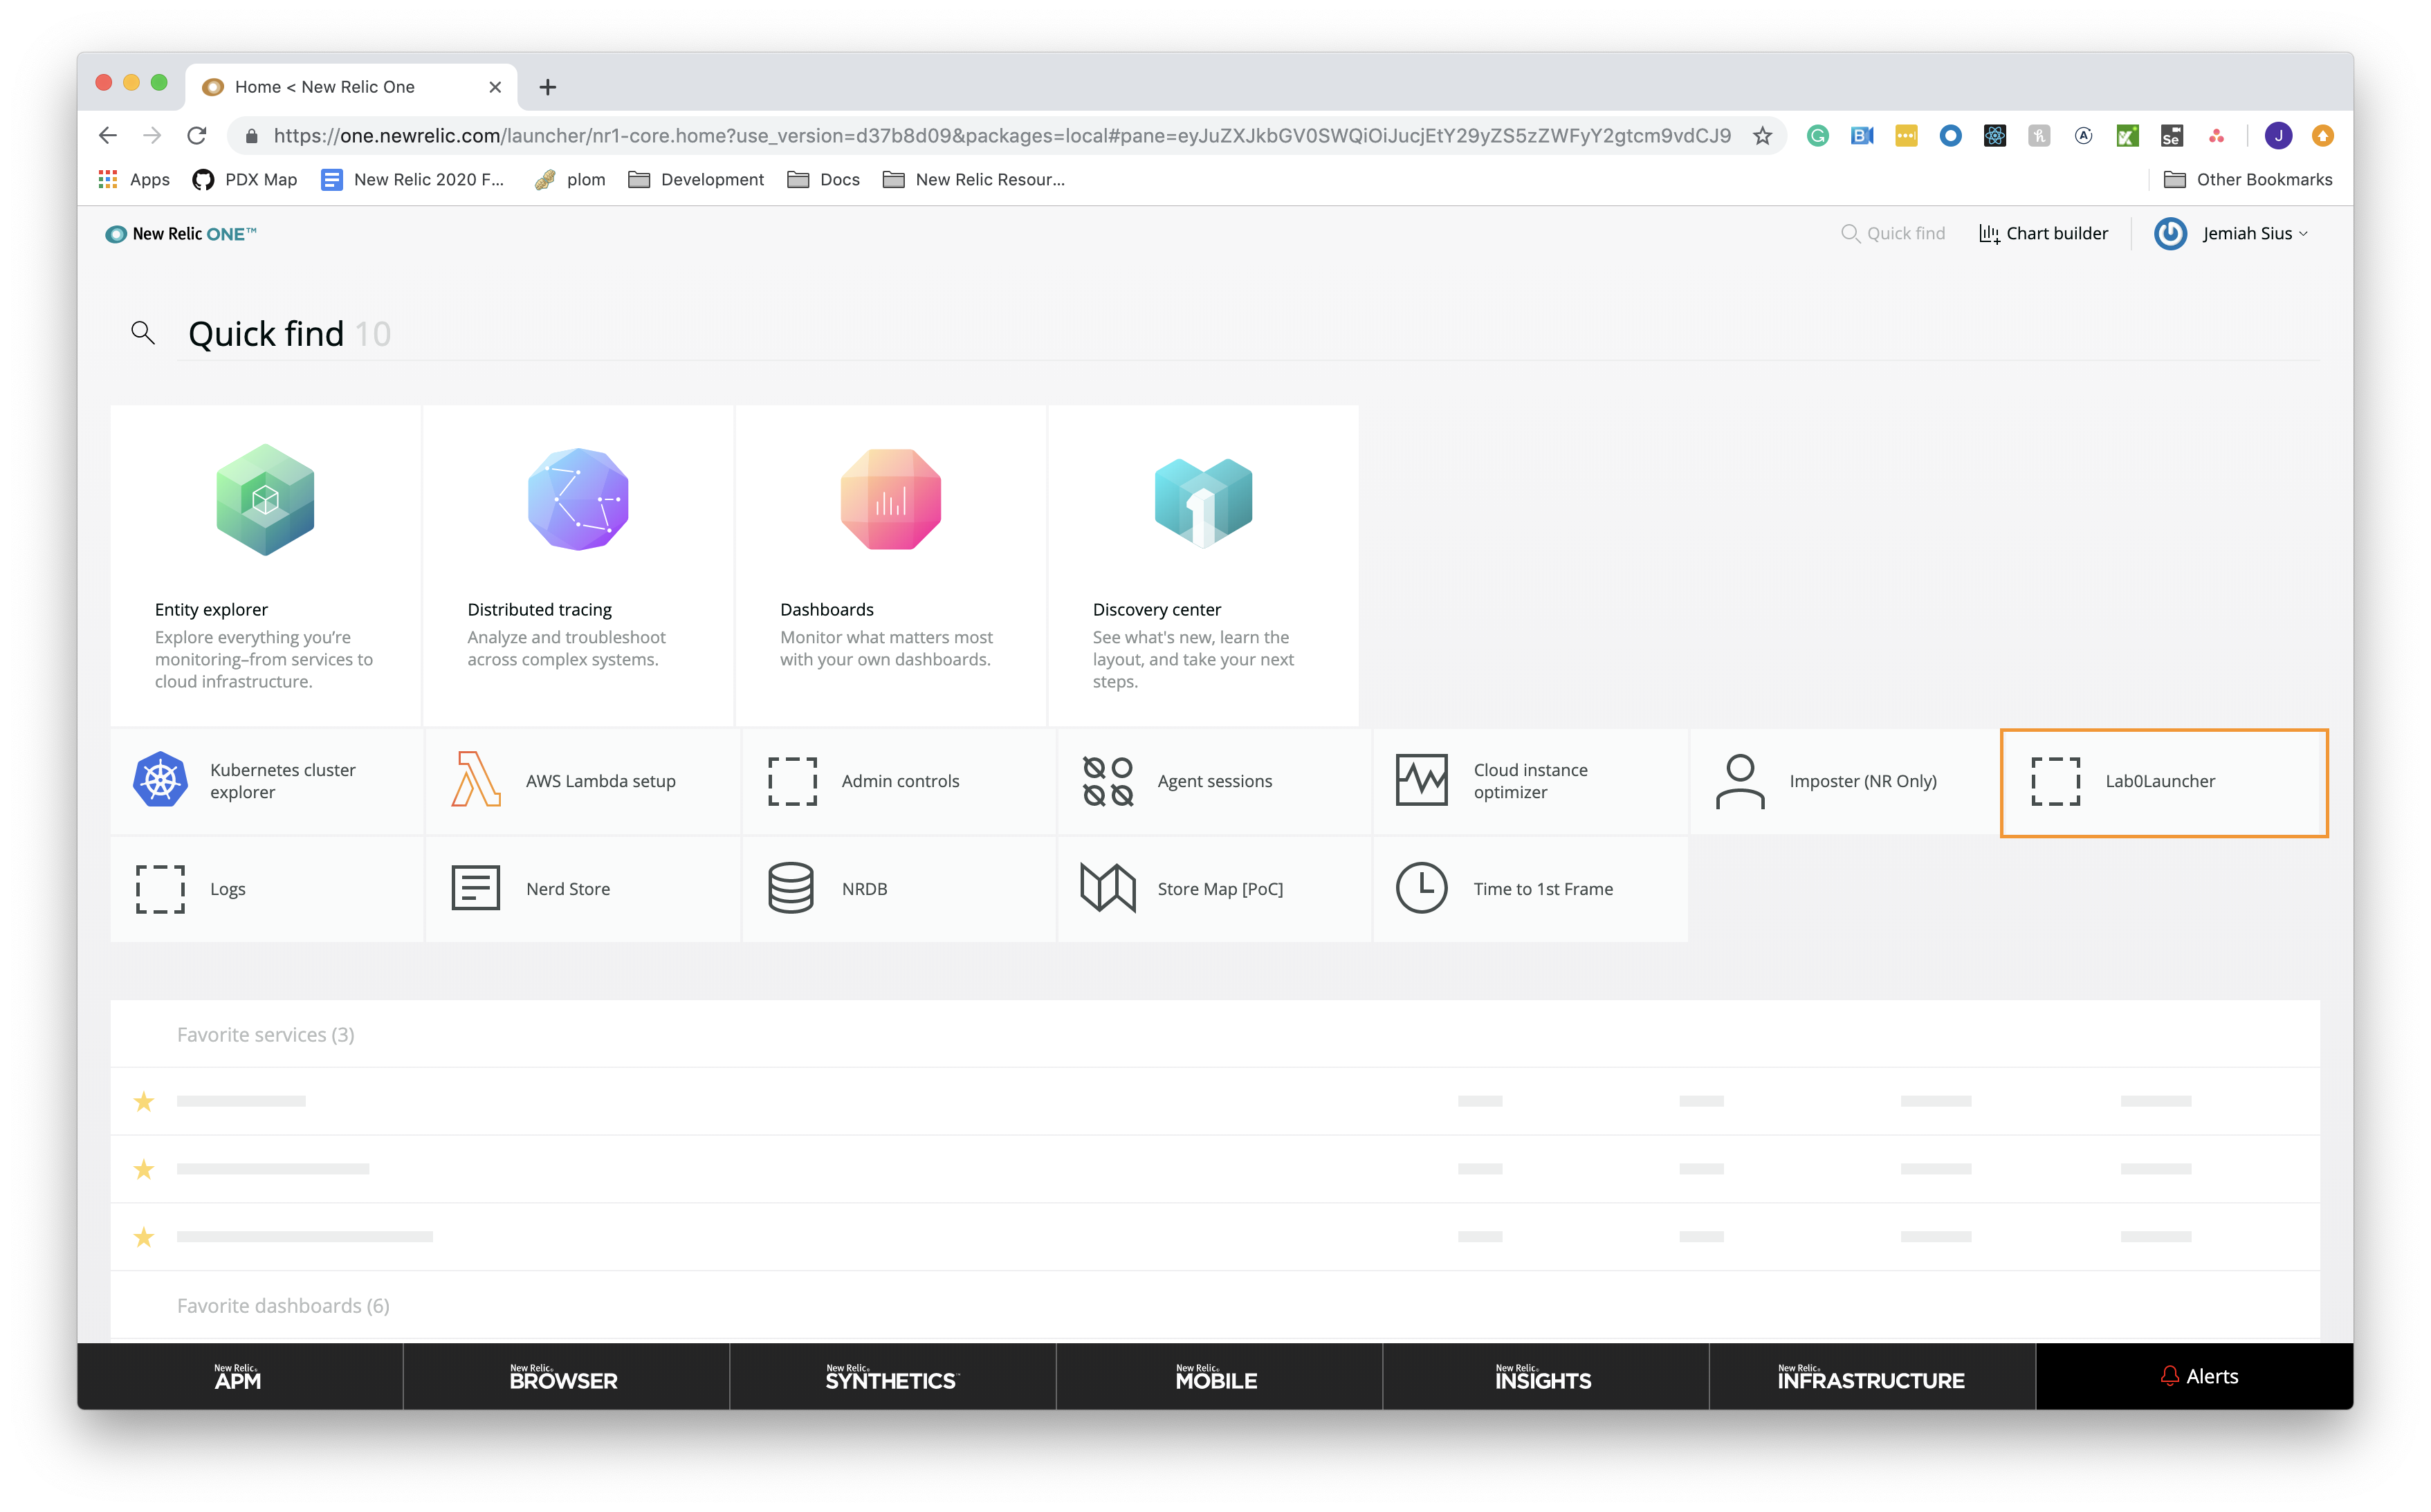 Home < New Relic One
https://one.newrelic.com/launcher/nr1-core.home?use_version=d37b8d09&packages=local#pane=eyJuZXJkbGV0SWQiOiJucjEtY29yZS5zZWFyY2gtcm9vdCJ9
Apps
PDX Map
New Relic 2020 F...
plom
Development
Docs
New Relic Resour...
Other Bookmarks
New Relic ONE™
Quick find
Chart builder
Jemiah Sius
Quick find 10
Entity explorer
Explore everything you’re
monitoring–from services to
cloud infrastructure.
Distributed tracing
Analyze and troubleshoot
across complex systems.
Dashboards
Monitor what matters most
with your own dashboards.
Discovery center
See what's new, learn the
layout, and take your next
steps.
Kubernetes cluster
explorer
AWS Lambda setup
Admin controls
Agent sessions
Cloud instance
optimizer
Imposter (NR Only)
Lab0Launcher
Logs
Nerd Store
NRDB
Store Map [PoC]
Time to 1st Frame
Favorite services (3)
Favorite dashboards (6)
New Relic®
APM
New Relic®
BROWSER
New Relic®
SYNTHETICS™
New Relic®
MOBILE
New Relic®
INSIGHTS
New Relic®
INFRASTRUCTURE
Alerts